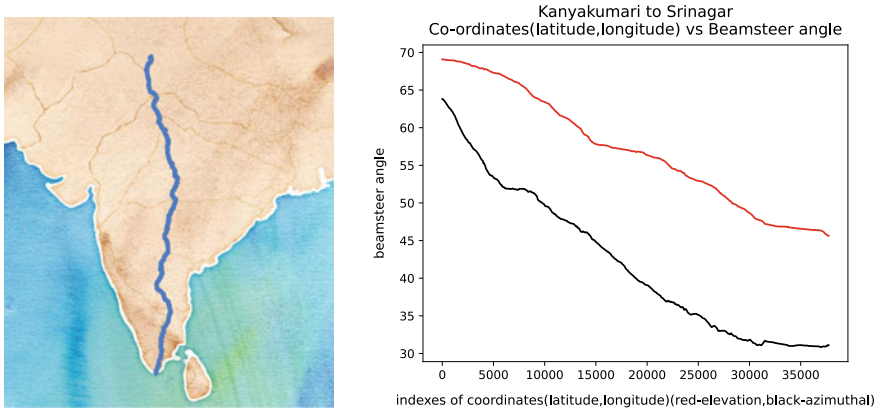 Kanyakumari to Srinagar
Co-ordinates(latitude,longitude) vs Beamsteer angle
70
65
60
55
50
45
40
35
30
beamsteer angle
0 5000 10000 15000 20000 25000 30000 35000
indexes of coordinates(latitude,longitude)(red-elevation,black-azimuthal)